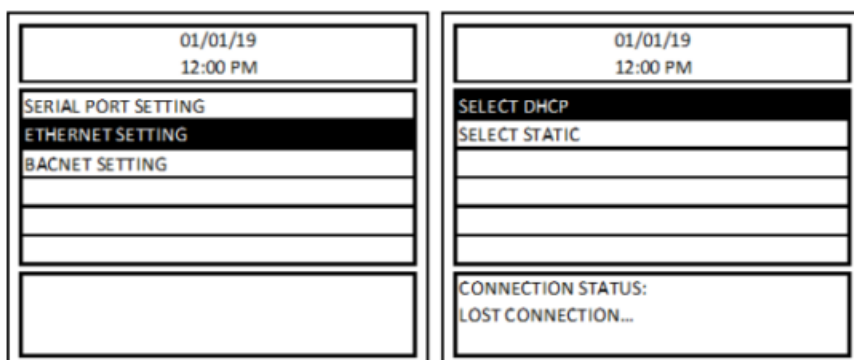 01/01/19
12:00 PM
SERIAL PORT SETTING
ETHERNET SETTING
BACNET SETTING
01/01/19
12:00 PM
SELECT DHCP
SELECT STATIC
CONNECTION STATUS:
LOST CONNECTION...